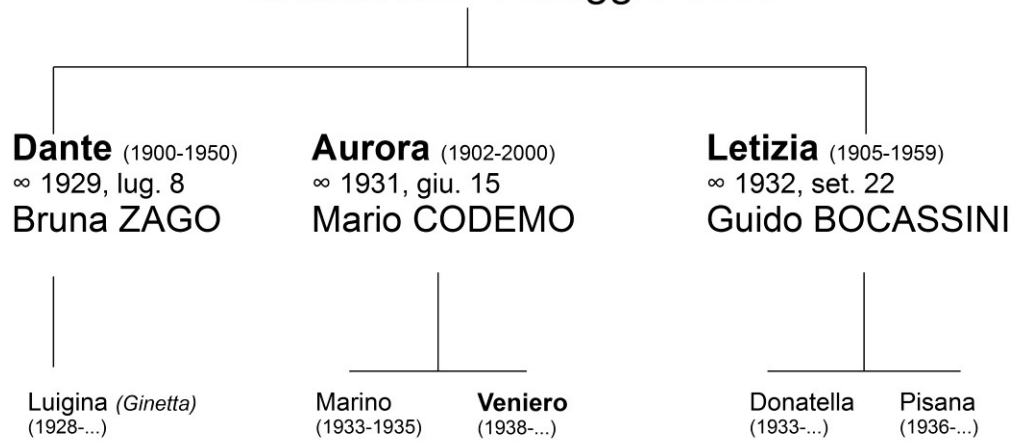 Dante (1900-1950)
∞ 1929, lug. 8
Bruna ZAGO
Aurora (1902-2000)
∞ 1931, giu. 15
Mario CODEMO
Letizia (1905-1959)
∞ 1932, set. 22
Guido BOCASSINI
Luigina (Ginetta)
(1928-...)
Marino
(1933-1935)
Veniero
(1938-...)
Donatella
(1933-...)
Pisana
(1936-...)